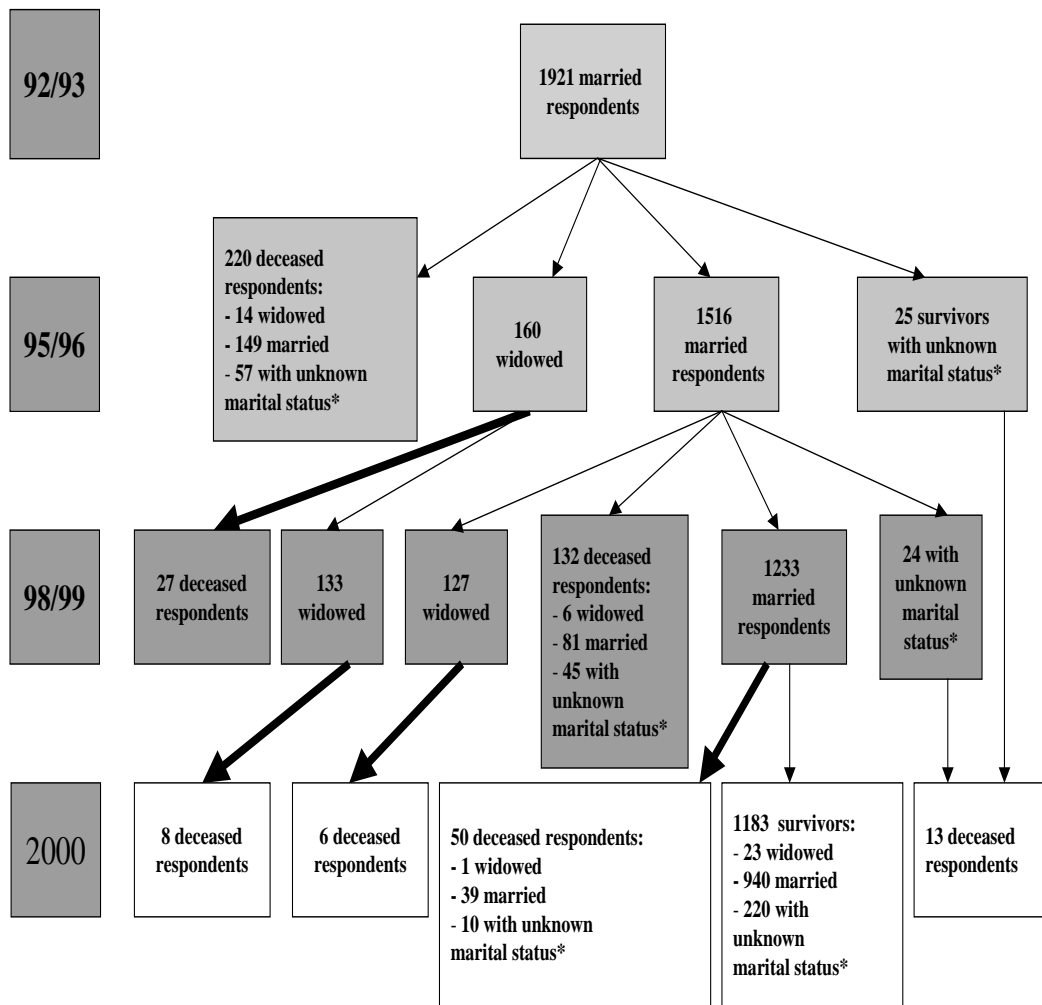 92/93
1921 married
respondents
95/96
220 deceased
respondents:
- 14 widowed
- 149 married
- 57 with unknown
marital status*
160
widowed
1516
married
respondents
25 survivors
with unknown
marital status*
98/99
27 deceased
respondents
133
widowed
127
widowed
132 deceased
respondents:
- 6 widowed
- 81 married
- 45 with
unknown
marital status*
1233
married
respondents
24 with
unknown
marital
status*
2000
8 deceased
respondents
6 deceased
respondents
50 deceased respondents:
- 1 widowed
- 39 married
- 10 with unknown
marital status*
1183 survivors:
- 23 widowed
- 940 married
- 220 with
unknown
marital status*
13 deceased
respondents